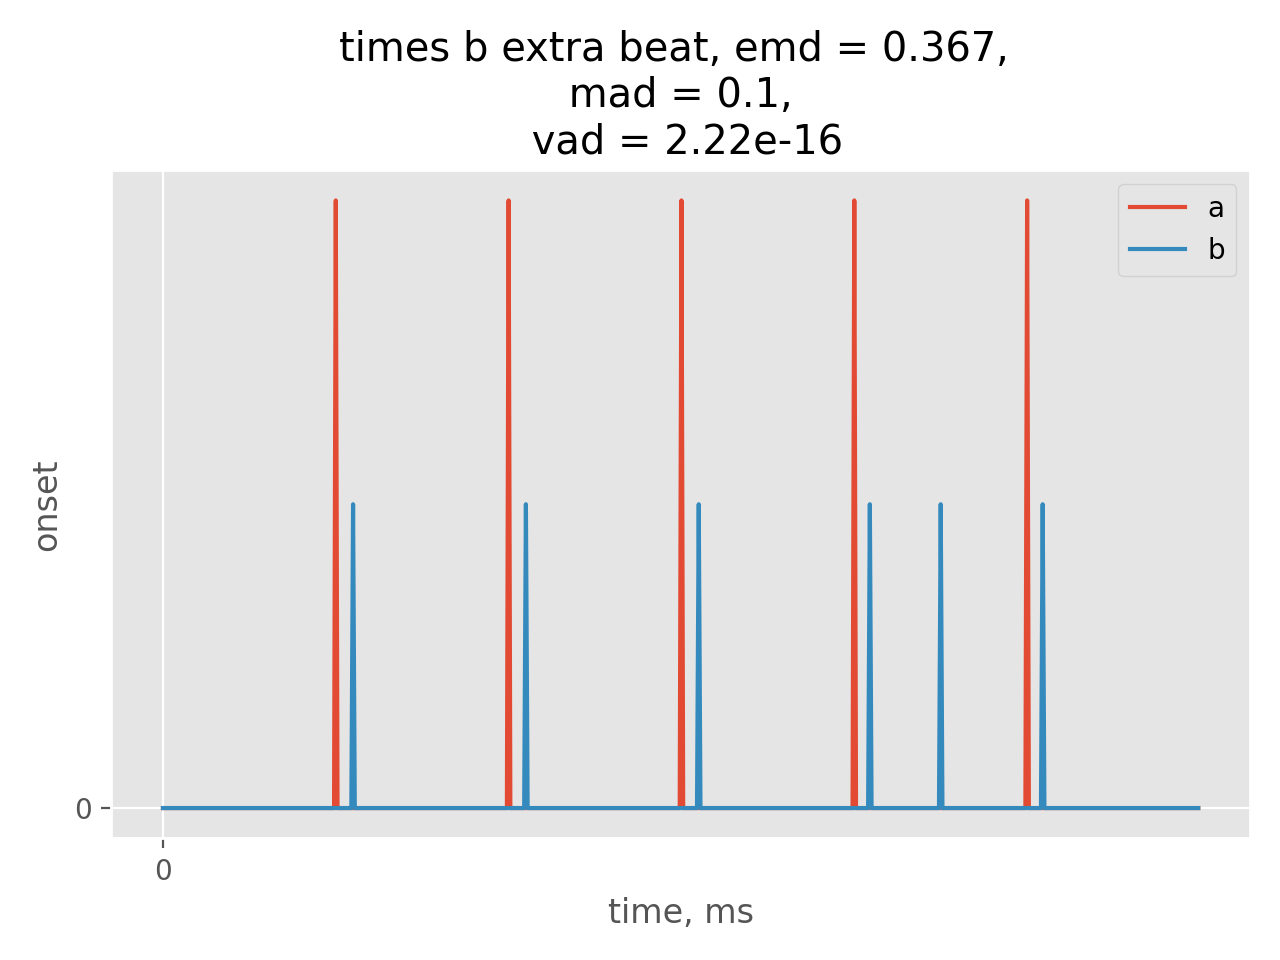 times b extra beat, emd = 0.367,
mad = 0.1,
vad = 2.22e-16
a
b
onset
0
0
time, ms